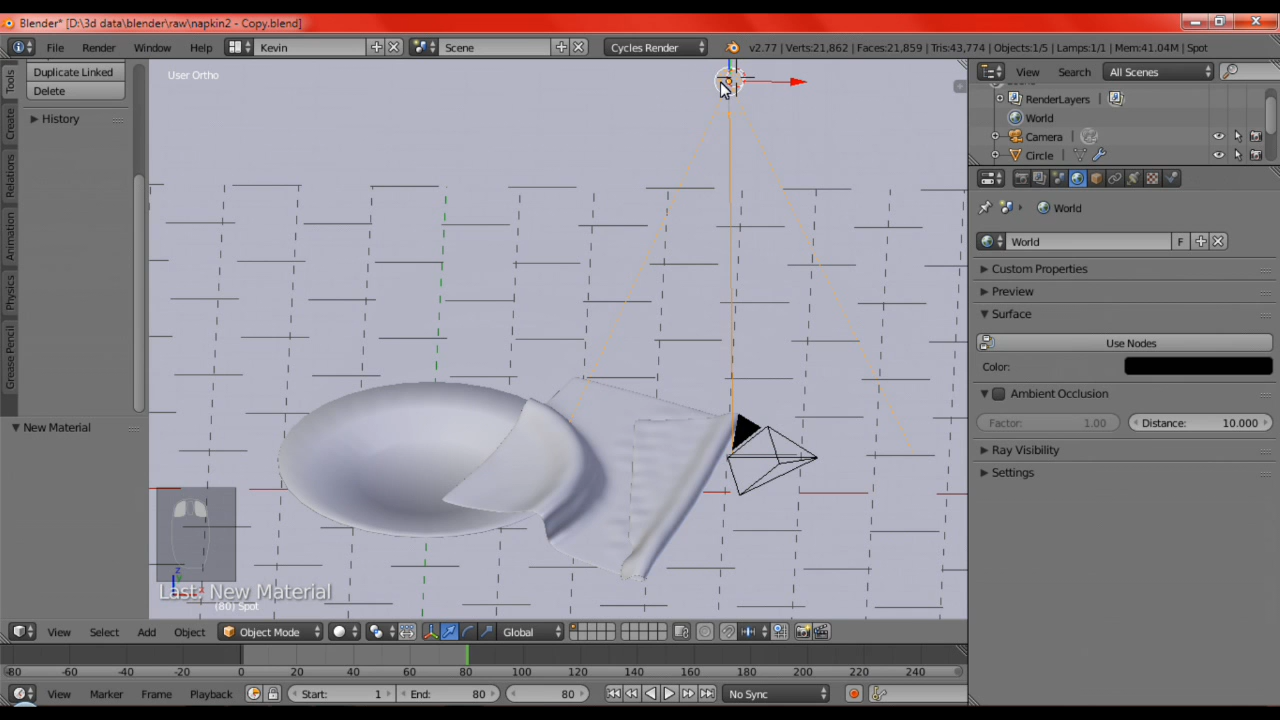 Blender* [D:\3d data\blender\raw\napkin2 - Copy.blend]
File Render Window Help Kevin Scene Cycles Render v2.77 | Verts:21,862 | Faces:21,859 | Tris:43,774 | Objects:1/5 | Lamps:1/1 | Mem:41.04M | Spot
Tools
Create
Relations
Animation
Physics
Grease Pencil
Duplicate Linked
Delete
History
New Material
User Ortho
Last: New Material
(80) Spot
View Search All Scenes
RenderLayers
World
Camera
Circle
World
World F
Custom Properties
Preview
Surface
Use Nodes
Color:
Ambient Occlusion
Factor: 1.00 Distance: 10.000
Ray Visibility
Settings
View Select Add Object Object Mode Global
-80 -60 -40 -20 0 20 40 60 80 100 120 140 160 180 200 220 240
View Marker Frame Playback Start: 1 End: 80 80 No Sync